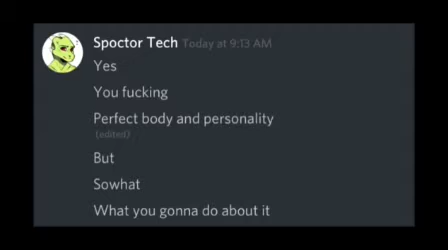 Spoctor Tech Today at 9:13 AM
Yes
You fucking
Perfect body and personality
(edited)
But
Sowhat
What you gonna do about it